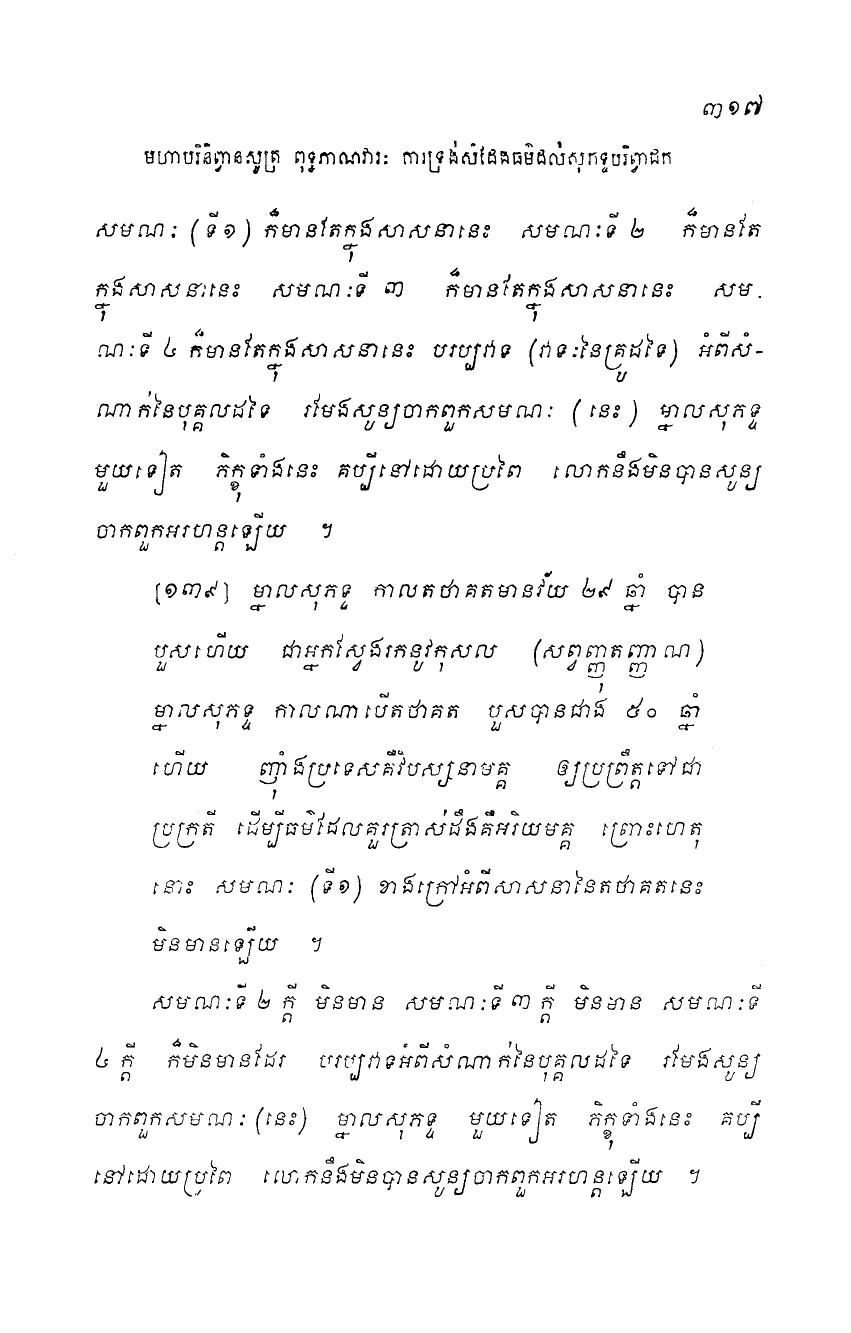 ៣១៧
មហាបរិនិព្វានសូត្រ ពុទ្ធភាណវារៈ ការទ្រង់សំដែងធម៌ដល់សុភទ្ទបរិព្វាជក
សមណៈ (ទី១) ក៏មានតែក្នុងសាសនានេះ សមណៈទី ២ ក៏មានតែ
ក្នុងសាសនានេះ សមណៈទី ៣ ក៏មានតែក្នុងសាសនានេះ សម-
ណៈទី ៤ ក៏មានតែក្នុងសាសនានេះ បរប្បវាទ (វាទៈនៃគ្រូដទៃ) អំពីសំ-
ណាក់នៃបុគ្គលដទៃ រមែងសូន្យចាកពួកសមណៈ (នេះ) ម្នាលសុភទ្ទ
មួយទៀត ភិក្ខុទាំងនេះ គប្បីនៅដោយប្រពៃ លោកនឹងមិនបានសូន្យ
ចាកពួកអរហន្តឡើយ ។
[១៣៩] ម្នាលសុភទ្ទ កាលតថាគតមានវ័យ ២៩ ឆ្នាំ បាន
បួសហើយ ជាអ្នកស្វែងរកនូវកុសល (សព្វញ្ញុតញ្ញាណ)
ម្នាលសុភទ្ទ កាលណាបើតថាគត បួសបានជាង ៥០ ឆ្នាំ
ហើយ ញុំាងប្រទេសគឺវិបស្សនាមគ្គ ឲ្យប្រព្រឹត្តទៅជា
ប្រក្រតី ដើម្បីធម៌ដែលគួរត្រាស់ដឹងគឺអរិយមគ្គ ព្រោះហេតុ
នោះ សមណៈ (ទី១) ខាងក្រៅអំពីសាសនានៃតថាគតនេះ
មិនមានឡើយ ។
សមណៈទី ២ ក្តី មិនមាន សមណៈទី ៣ ក្តី មិនមាន សមណៈទី
៤ ក្តី ក៏មិនមានដែរ បរប្បវាទអំពីសំណាក់នៃបុគ្គលដទៃ រមែងសូន្យ
ចាកពួកសមណៈ (នេះ) ម្នាលសុភទ្ទ មួយទៀត ភិក្ខុទាំងនេះ គប្បី
នៅដោយប្រពៃ លោកនឹងមិនបានសូន្យចាកពួកអរហន្តឡើយ ។